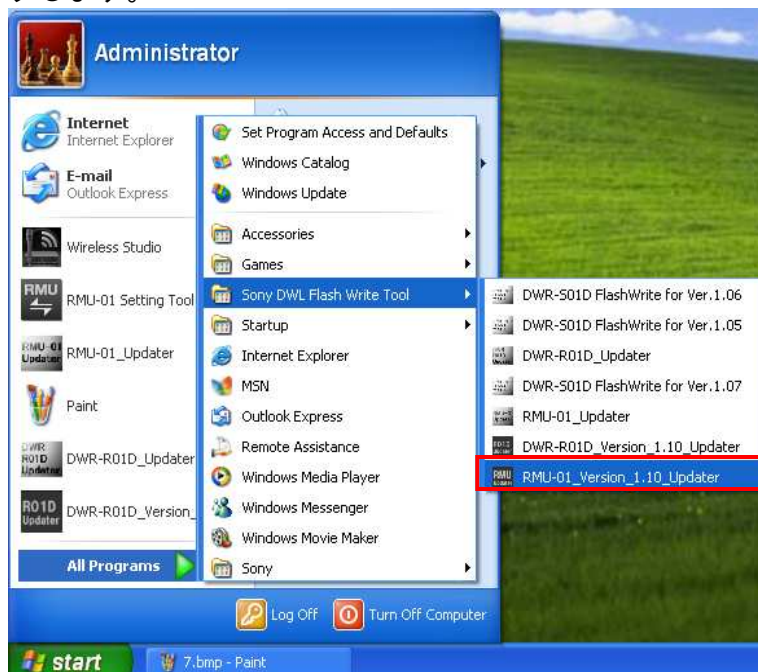 Administrator
Internet
Internet Explorer
E-mail
Outlook Express
Wireless Studio
RMU
RMU-01 Setting Tool
RMU-01
Updater
RMU-01_Updater
Paint
DWR
R01D
Updater
DWR-R01D_Updater
R01D
Updater
DWR-R01D_Version_
All Programs
Set Program Access and Defaults
Windows Catalog
Windows Update
Accessories
Games
Sony DWL Flash Write Tool
Startup
Internet Explorer
MSN
Outlook Express
Remote Assistance
Windows Media Player
Windows Messenger
Windows Movie Maker
Sony
DWR-S01D FlashWrite for Ver.1.06
DWR-S01D FlashWrite for Ver.1.05
DWR-R01D_Updater
DWR-S01D FlashWrite for Ver.1.07
RMU-01_Updater
DWR-R01D_Version_1.10_Updater
RMU
RMU-01_Version_1.10_Updater
Log Off
Turn Off Computer
start
7.bmp - Paint